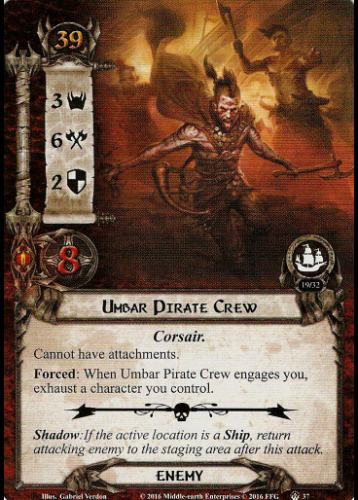 39
3
6
2
8
19/32
UMBAR PIRATE CREW
Corsair.
Cannot have attachments.
Forced: When Umbar Pirate Crew engages you,
exhaust a character you control.
Shadow:If the active location is a Ship, return
attacking enemy to the staging area after this attack.
ENEMY
Illus. Gabriel Verdon © 2016 Middle-earth Enterprises © 2016 FFG 37